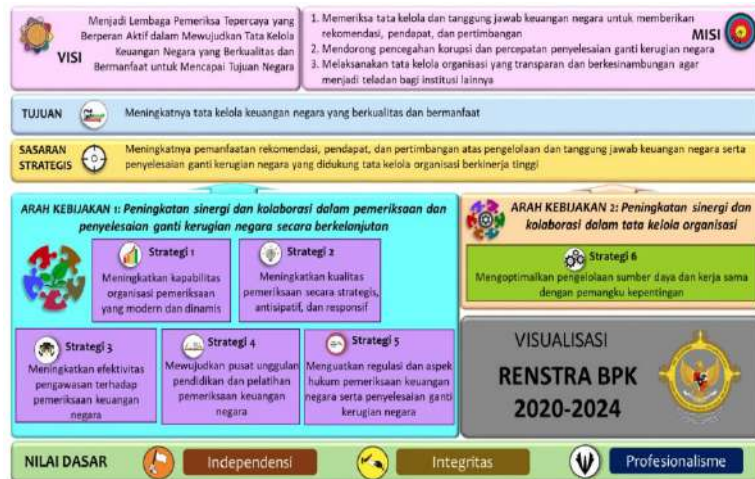 VISI
Menjadi Lembaga Pemeriksa Tepercaya yang
Berperan Aktif dalam Mewujudkan Tata Kelola
Keuangan Negara yang Berkualitas dan
Bermanfaat untuk Mencapai Tujuan Negara
MISI
1. Memeriksa tata kelola dan tanggung jawab keuangan negara untuk memberikan
rekomendasi, pendapat, dan pertimbangan
2. Mendorong pencegahan korupsi dan percepatan penyelesaian ganti kerugian negara
3. Melaksanakan tata kelola organisasi yang transparan dan berkesinambungan agar
menjadi teladan bagi institusi lainnya
TUJUAN
Meningkatnya tata kelola keuangan negara yang berkualitas dan bermanfaat
SASARAN
STRATEGIS
Meningkatnya pemanfaatan rekomendasi, pendapat, dan pertimbangan atas pengelolaan dan tanggung jawab keuangan negara serta
penyelesaian ganti kerugian negara yang didukung tata kelola organisasi berkinerja tinggi
ARAH KEBIJAKAN 1: Peningkatan sinergi dan kolaborasi dalam pemeriksaan dan
penyelesaian ganti kerugian negara secara berkelanjutan
Strategi 1
Meningkatkan kapabilitas
organisasi pemeriksaan
yang modern dan dinamis
Strategi 2
Meningkatkan kualitas
pemeriksaan secara strategis,
antisipatif, dan responsif
Strategi 3
Meningkatkan efektivitas
pengawasan terhadap
pemeriksaan keuangan
negara
Strategi 4
Mewujudkan pusat unggulan
pendidikan dan pelatihan
pemeriksaan keuangan
negara
Strategi 5
Menguatkan regulasi dan aspek
hukum pemeriksaan keuangan
negara serta penyelesaian ganti
kerugian negara
ARAH KEBIJAKAN 2: Peningkatan sinergi dan
kolaborasi dalam tata kelola organisasi
Strategi 6
Mengoptimalkan pengelolaan sumber daya dan kerja sama
dengan pemangku kepentingan
VISUALISASI
RENSTRA BPK
2020-2024
NILAI DASAR
Independensi
Integritas
Profesionalisme